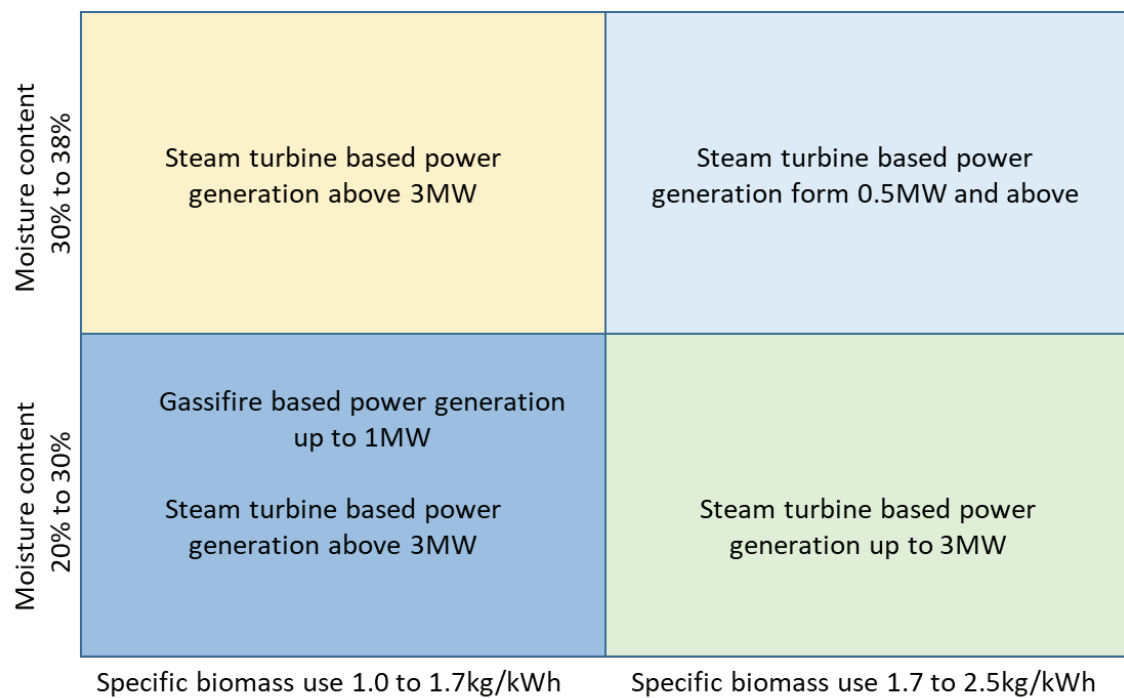 Moisture content
30% to 38%
Steam turbine based power
generation above 3MW
Steam turbine based power
generation form 0.5MW and above
Moisture content
20% to 30%
Gassifire based power generation
up to 1MW
Steam turbine based power
generation above 3MW
Steam turbine based power
generation up to 3MW
Specific biomass use 1.0 to 1.7kg/kWh
Specific biomass use 1.7 to 2.5kg/kWh